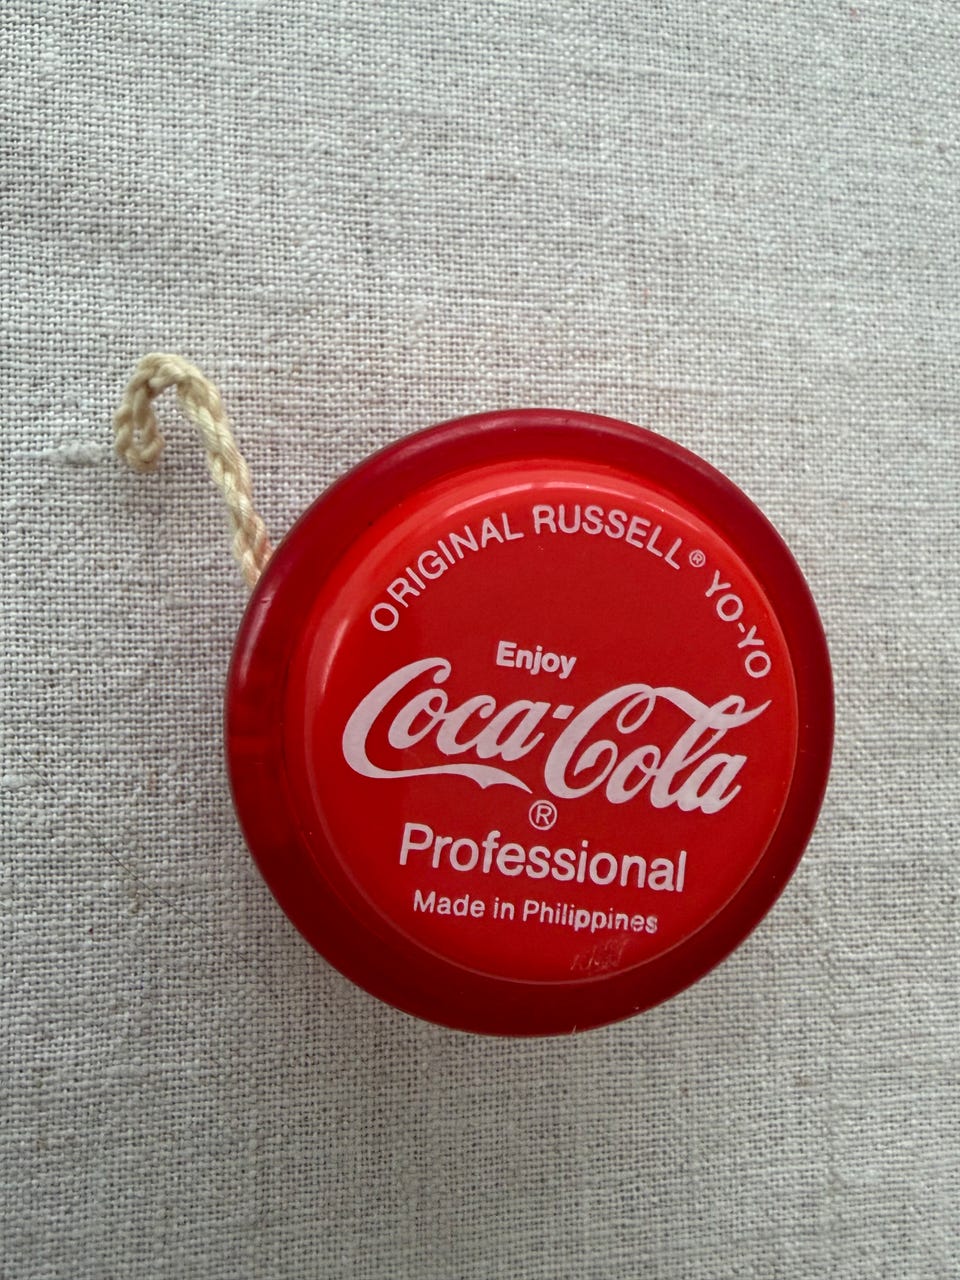 ORIGINAL RUSSELL® YO-YO
Enjoy
Coca-Cola
®
Professional
Made in Philippines